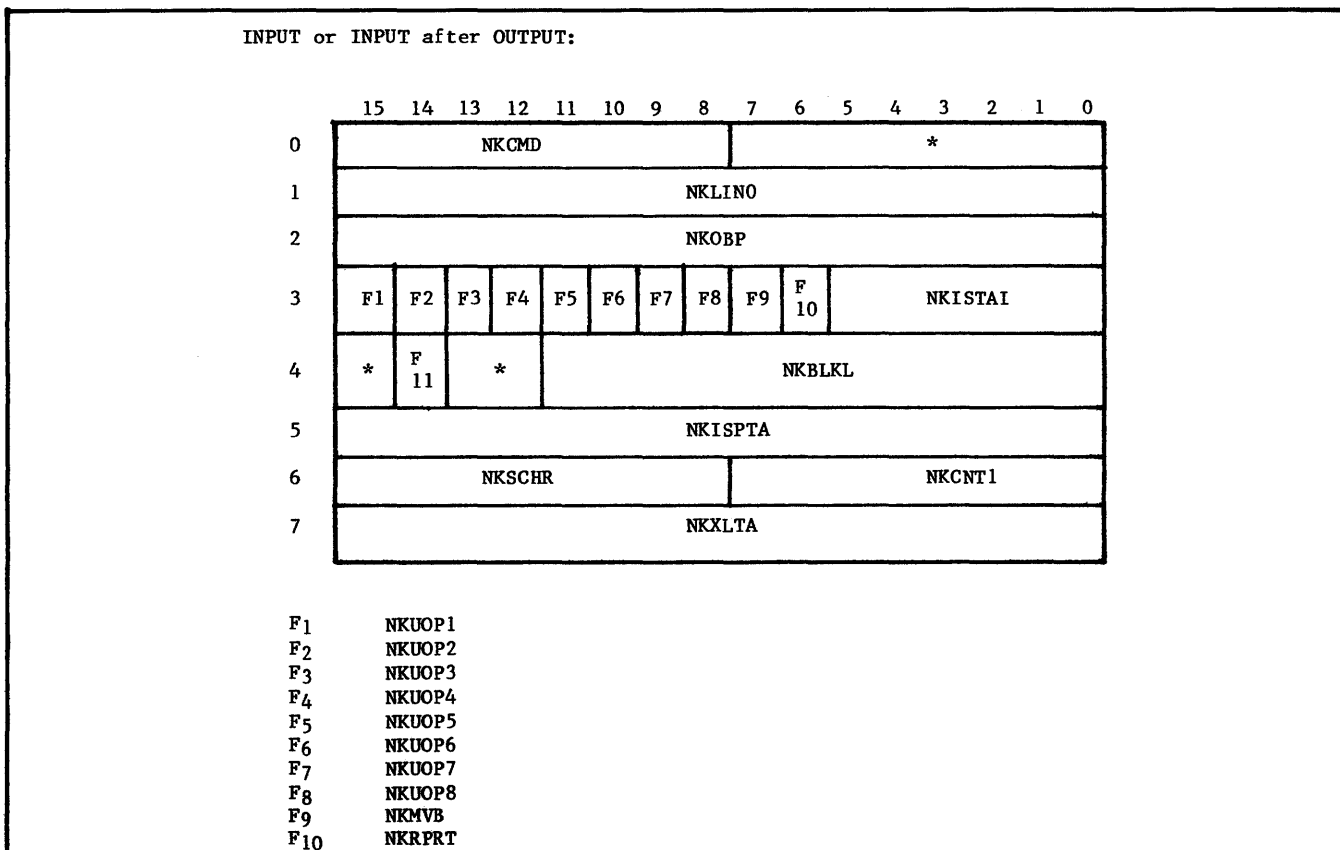 INPUT or INPUT after OUTPUT:
15 14 13 12 11 10 9 8 7 6 5 4 3 2 1 0
0 NKCMD *
1 NKLINO
2 NKOBP
3 F1 F2 F3 F4 F5 F6 F7 F8 F9 F 10 NKISTAI
4 * F 11 * NKBLKL
5 NKISPTA
6 NKSCHR NKCNT1
7 NKXLTA
F1 NKUOP1
F2 NKUOP2
F3 NKUOP3
F4 NKUOP4
F5 NKUOP5
F6 NKUOP6
F7 NKUOP7
F8 NKUOP8
F9 NKMVB
F10 NKRPRT